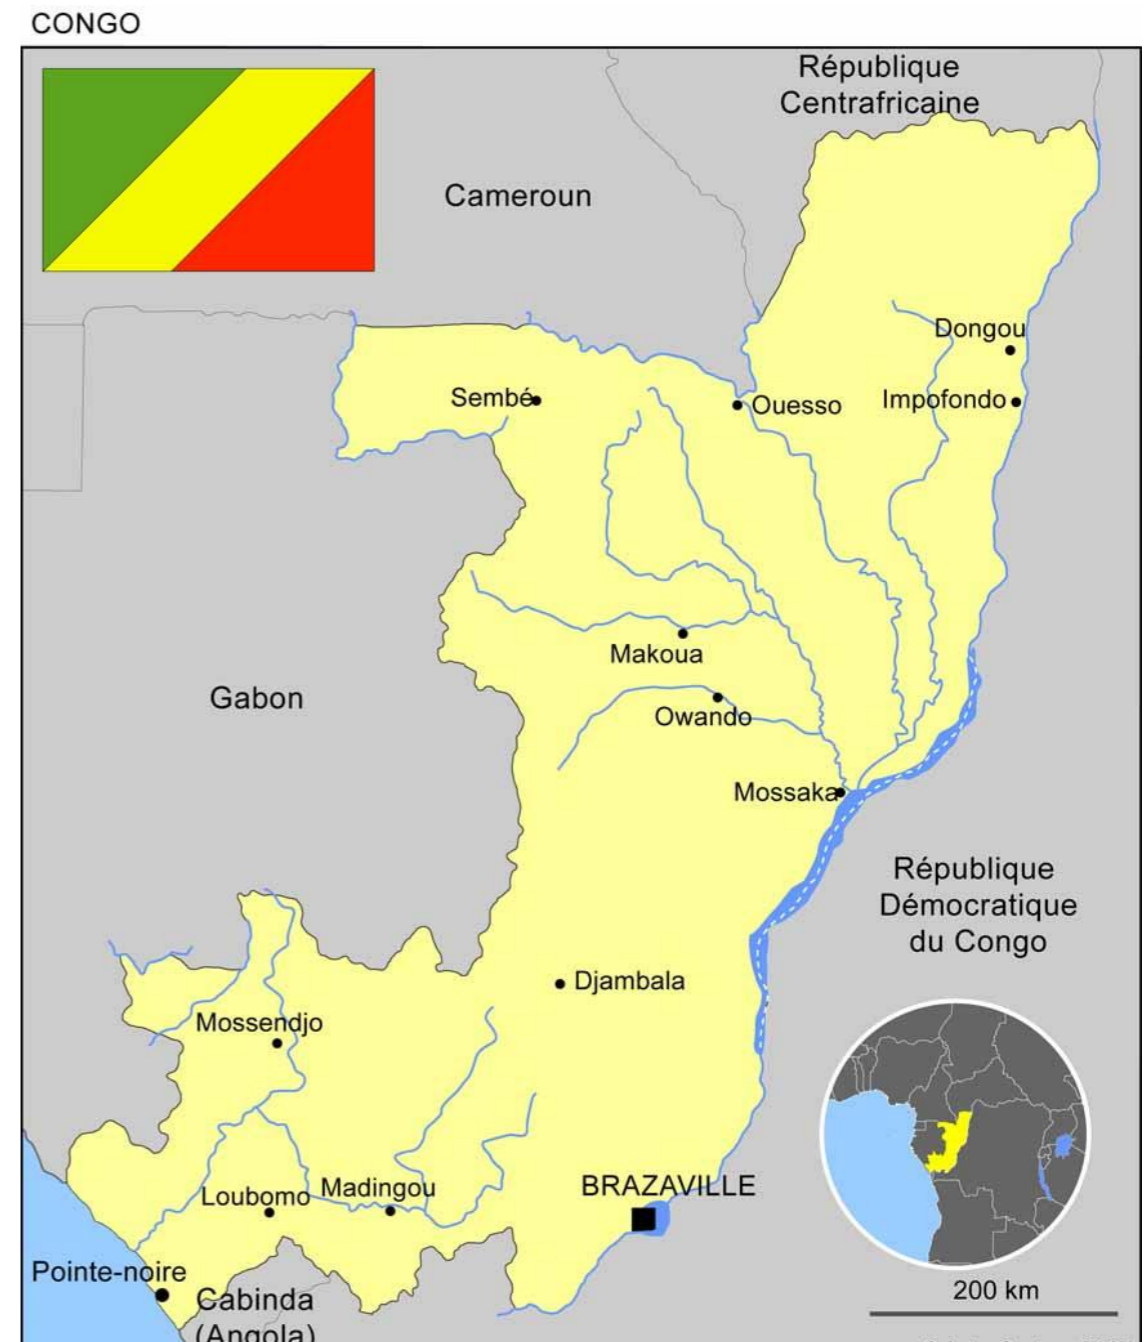 CONGO
République
Centrafricaine
Cameroun
Dongou
Sembé
Ouesso
Impofondo
Makoua
Gabon
Owando
Mossaka
République
Démocratique
du Congo
Djambala
Mossendjo
Loubomo
Madingou
BRAZAVILLE
Pointe-noire
200 km
Cabinda
(Angola)